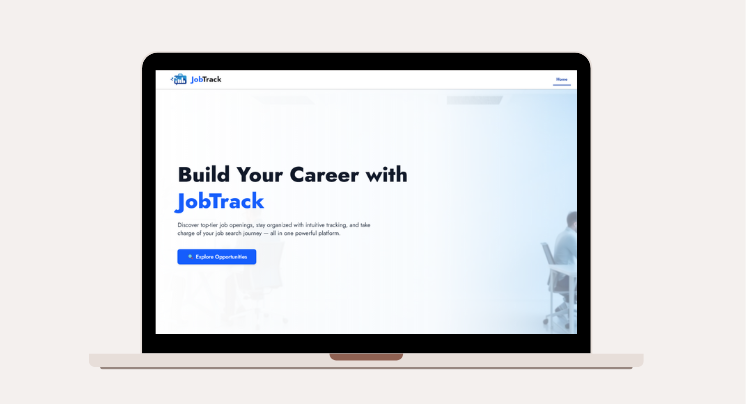 JobTrack
Home
Build Your Career with
JobTrack
Discover top-tier job openings, stay organized with intuitive tracking, and take
charge of your job search journey — all in one powerful platform.
Explore Opportunities